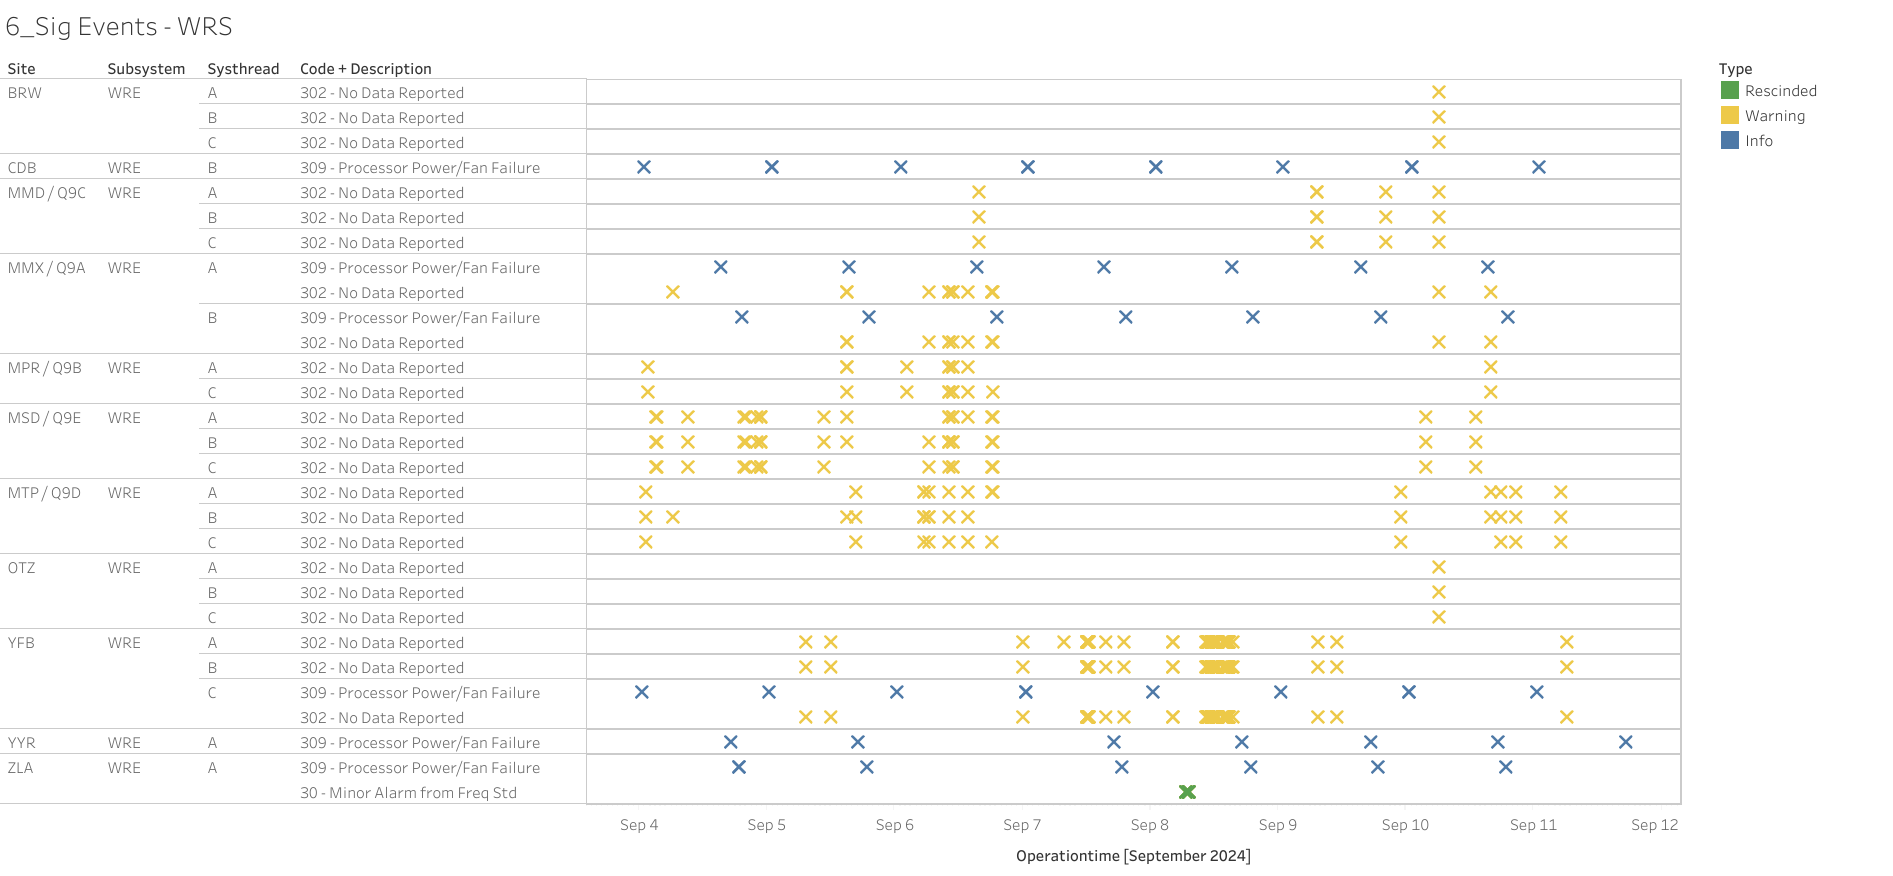 6_Sig Events - WRS
Site Subsystem Systhread Code + Description
Type
BRW WRE A 302 - No Data Reported
Rescinded
B 302 - No Data Reported
Warning
C 302 - No Data Reported
Info
CDB WRE B 309 - Processor Power/Fan Failure
MMD / Q9C WRE A 302 - No Data Reported
B 302 - No Data Reported
C 302 - No Data Reported
MMX / Q9A WRE A 309 - Processor Power/Fan Failure
302 - No Data Reported
B 309 - Processor Power/Fan Failure
302 - No Data Reported
MPR / Q9B WRE A 302 - No Data Reported
C 302 - No Data Reported
MSD / Q9E WRE A 302 - No Data Reported
B 302 - No Data Reported
C 302 - No Data Reported
MTP / Q9D WRE A 302 - No Data Reported
B 302 - No Data Reported
C 302 - No Data Reported
OTZ WRE A 302 - No Data Reported
B 302 - No Data Reported
C 302 - No Data Reported
YFB WRE A 302 - No Data Reported
B 302 - No Data Reported
C 309 - Processor Power/Fan Failure
302 - No Data Reported
YYR WRE A 309 - Processor Power/Fan Failure
ZLA WRE A 309 - Processor Power/Fan Failure
30 - Minor Alarm from Freq Std
Sep 4 Sep 5 Sep 6 Sep 7 Sep 8 Sep 9 Sep 10 Sep 11 Sep 12
Operationtime [September 2024]